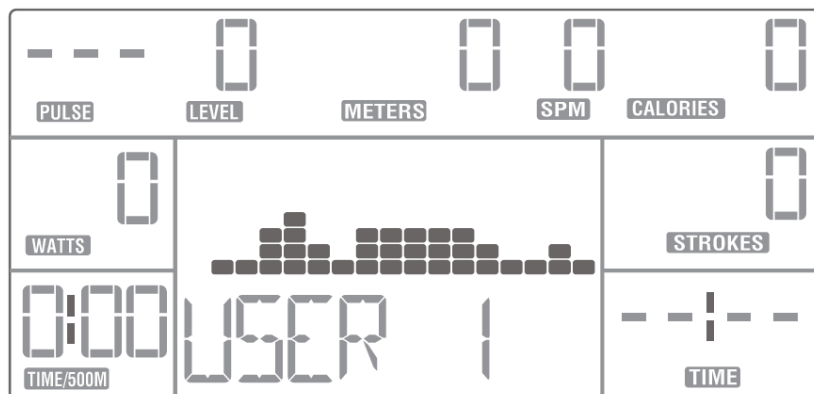 --- 0 0 0 0
PULSE LEVEL METERS SPM CALORIES
0 0
WATTS STROKES
0:00 USER 1 --:--
TIME/500M TIME